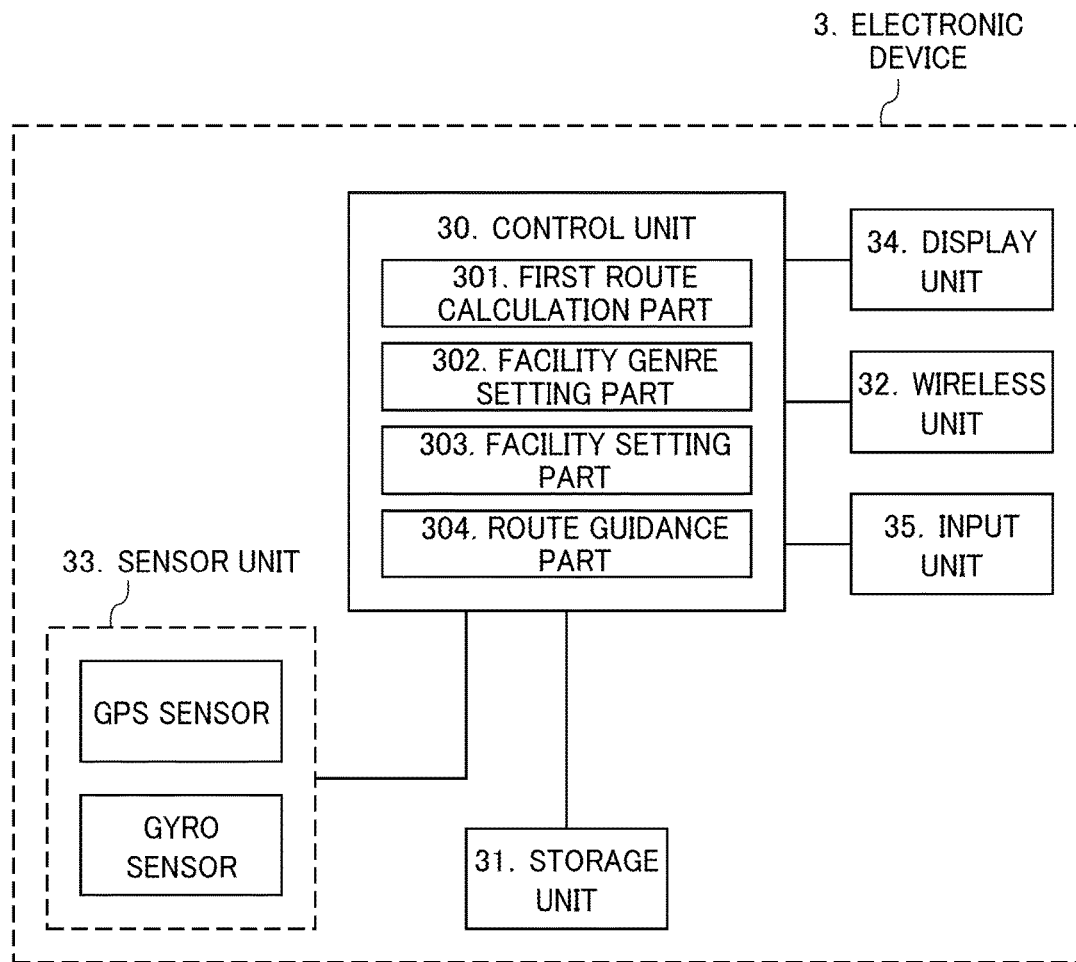 3. ELECTRONIC
DEVICE
30. CONTROL UNIT
301. FIRST ROUTE
CALCULATION PART
302. FACILITY GENRE
SETTING PART
303. FACILITY SETTING
PART
304. ROUTE GUIDANCE
PART
34. DISPLAY
UNIT
32. WIRELESS
UNIT
35. INPUT
UNIT
33. SENSOR UNIT
GPS SENSOR
GYRO
SENSOR
31. STORAGE
UNIT